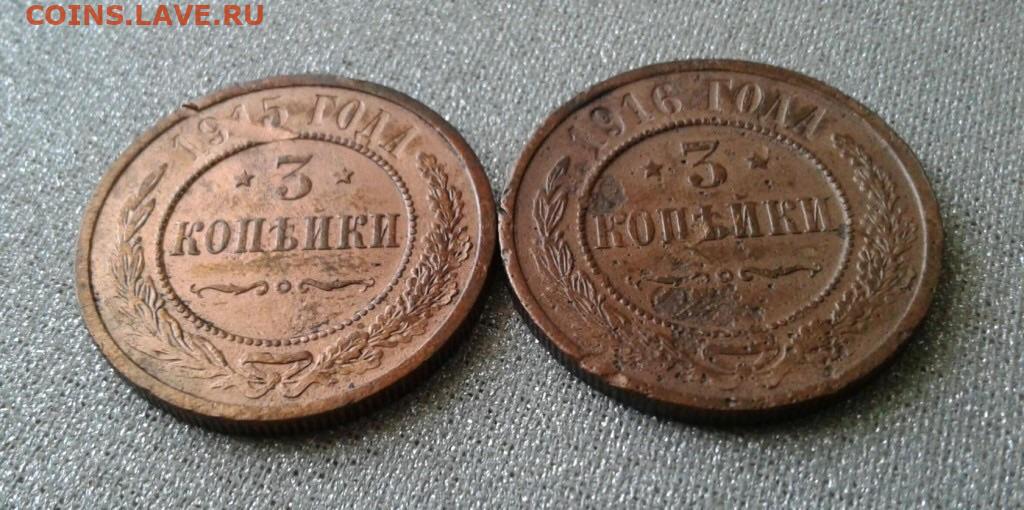 COINS.LAVE.RU
1915 ГОДА
3
КОПѢЙКИ
1916 ГОДА
3
КОПѢЙКИ